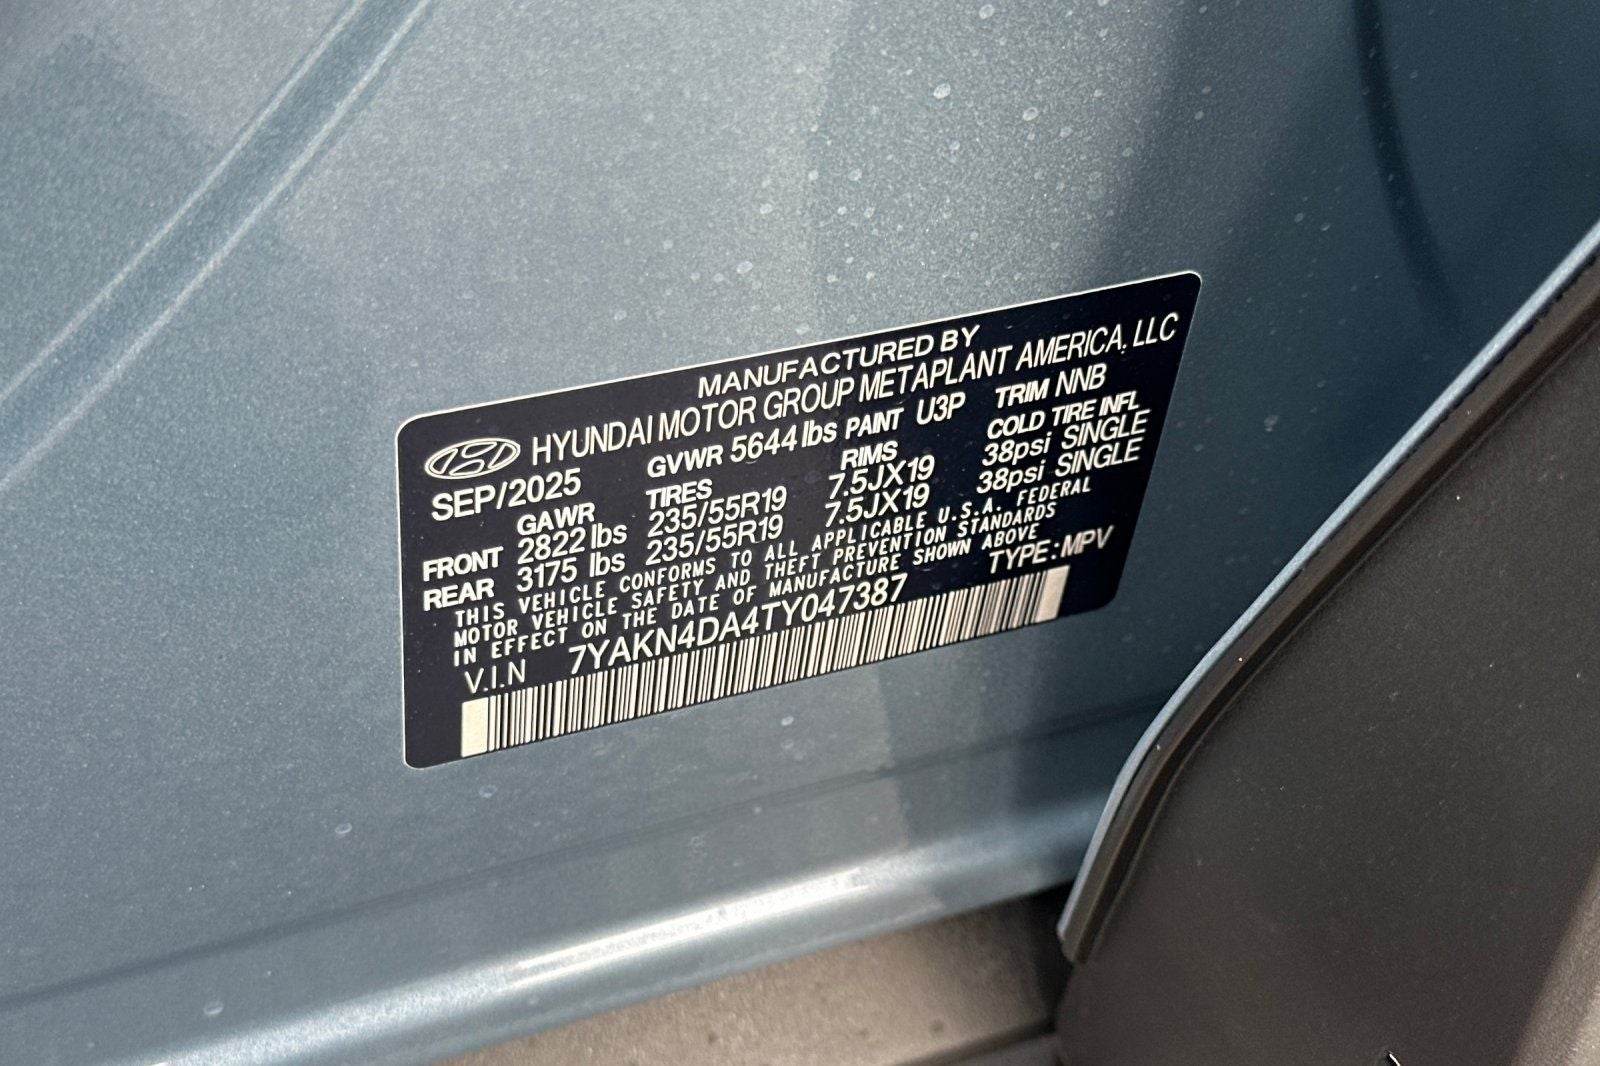 MANUFACTURED BY
HYUNDAI MOTOR GROUP METAPLANT AMERICA, LLC
SEP/2025 GVWR 5644 lbs PAINT U3P TRIM NNB
GAWR TIRES RIMS COLD TIRE INFL
FRONT 2822 lbs 235/55R19 7.5JX19 38psi SINGLE
REAR 3175 lbs 235/55R19 7.5JX19 38psi SINGLE
THIS VEHICLE CONFORMS TO ALL APPLICABLE U.S.A. FEDERAL
MOTOR VEHICLE SAFETY AND THEFT PREVENTION STANDARDS
IN EFFECT ON THE DATE OF MANUFACTURE SHOWN ABOVE
V.I.N 7YAKN4DA4TY047387 TYPE: MPV